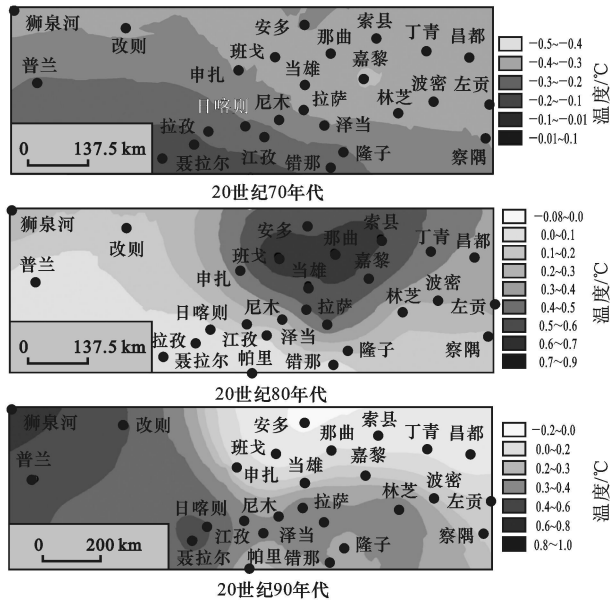 狮泉河
改则
安多
索县
丁青
昌都
那曲
班戈
申扎
嘉黎
当雄
普兰
波密
左贡
林芝
日喀则
尼木
拉萨
拉孜
泽当
聂拉尔
江孜
错那
隆子
察隅
0 137.5 km
-0.5~-0.4
-0.4~-0.3
-0.3~-0.2
-0.2~-0.1
-0.1~-0.01
-0.01~0.1
温度/℃
20世纪70年代
狮泉河
改则
安多
索县
丁青
昌都
班戈
那曲
申扎
当雄
嘉黎
普兰
林芝
波密
左贡
日喀则
尼木
拉萨
拉孜
江孜
泽当
聂拉尔
帕里
错那
隆子
察隅
0 137.5 km
-0.08~0.0
0.0~0.1
0.1~0.2
0.2~0.3
0.3~0.4
0.4~0.5
0.5~0.6
0.6~0.7
0.7~0.9
温度/℃
20世纪80年代
狮泉河
改则
安多
索县
丁青
昌都
班戈
那曲
申扎
当雄
嘉黎
普兰
波密
林芝
左贡
日喀则
尼木
拉萨
江孜
泽当
聂拉尔
帕里
错那
隆子
察隅
0 200 km
-0.2~0.0
0.0~0.2
0.2~0.3
0.3~0.4
0.4~0.6
0.6~0.8
0.8~1.0
温度/℃
20世纪90年代